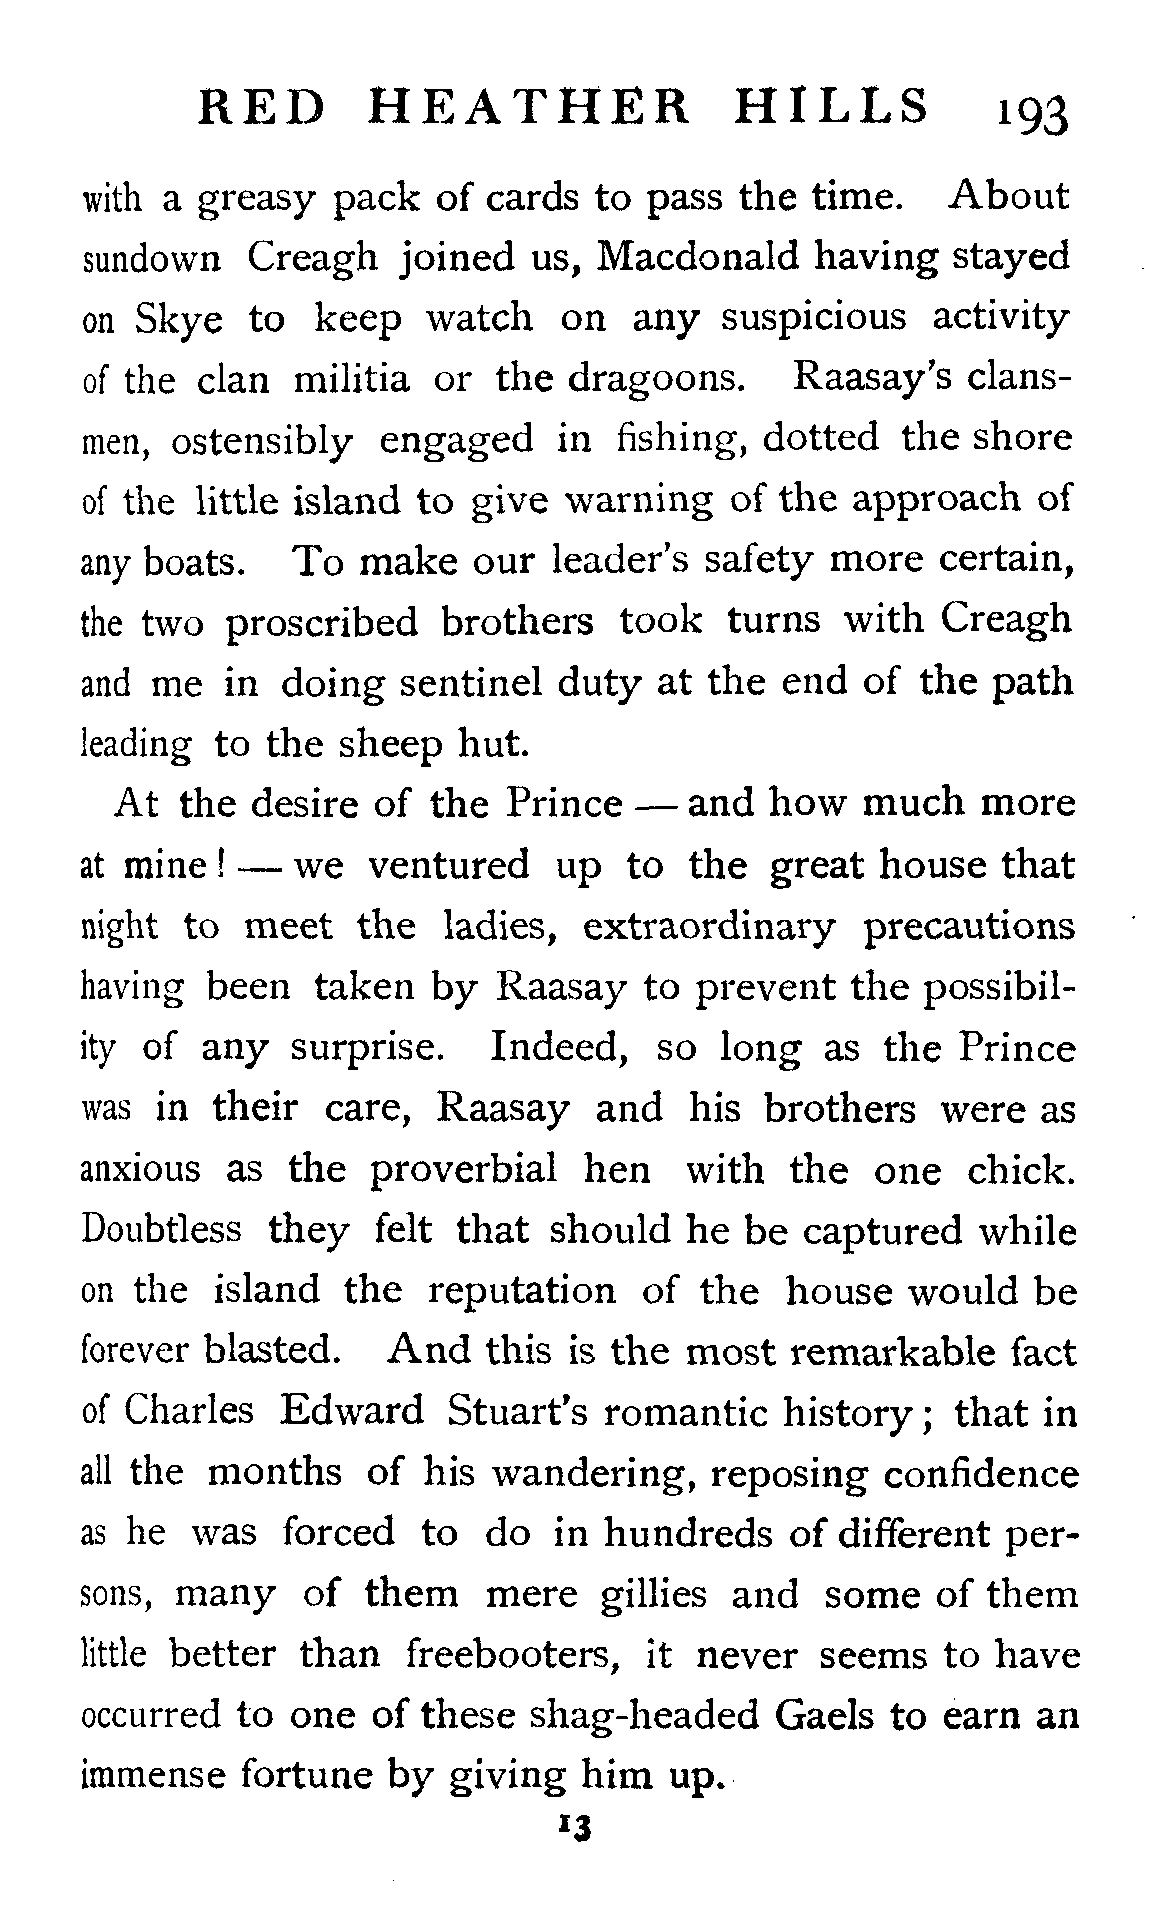 RED HEATHER HILLS 193
with a greasy pack of cards to pass the time. About
sundown Creagh joined us, Macdonald having stayed
on Skye to keep watch on any suspicious activity
of the clan militia or the dragoons. Raasay's clans-
men, ostensibly engaged in fishing, dotted the shore
of the little island to give warning of the approach of
any boats. To make our leader's safety more certain,
the two proscribed brothers took turns with Creagh
and me in doing sentinel duty at the end of the path
leading to the sheep hut.
At the desire of the Prince — and how much more
at mine! — we ventured up to the great house that
night to meet the ladies, extraordinary precautions
having been taken by Raasay to prevent the possibil-
ity of any surprise. Indeed, so long as the Prince
was in their care, Raasay and his brothers were as
anxious as the proverbial hen with the one chick.
Doubtless they felt that should he be captured while
on the island the reputation of the house would be
forever blasted. And this is the most remarkable fact
of Charles Edward Stuart's romantic history; that in
all the months of his wandering, reposing confidence
as he was forced to do in hundreds of different per-
sons, many of them mere gillies and some of them
little better than freebooters, it never seems to have
occurred to one of these shag-headed Gaels to earn an
immense fortune by giving him up.
13